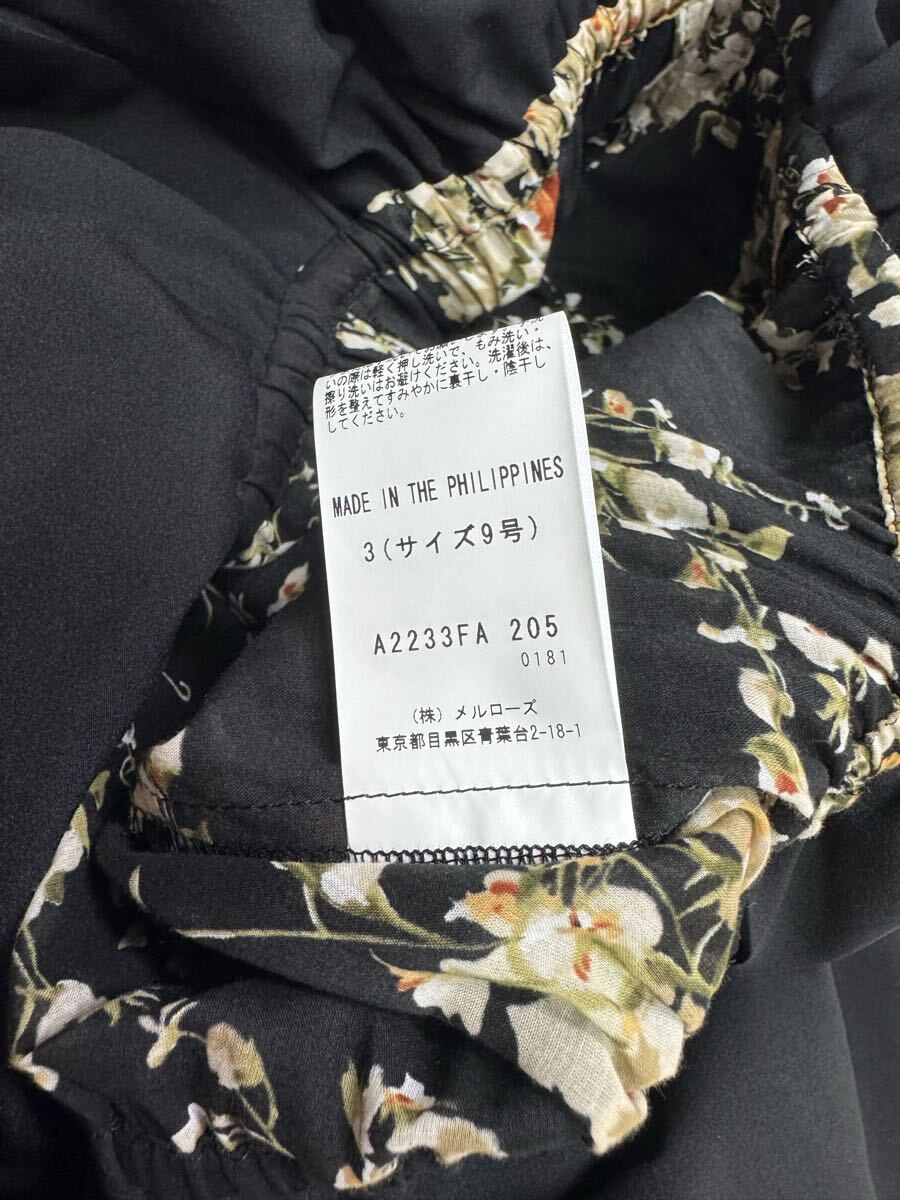 いの際は軽く押し洗いで、もみ洗い・
擦り洗いはお避けください。洗濯後は、
形を整えてすみやかに裏干し・陰干し
してください。
MADE IN THE PHILIPPINES
3(サイズ9号)
A2233FA 205
0181
(株) メルローズ
東京都目黒区青葉台2-18-1